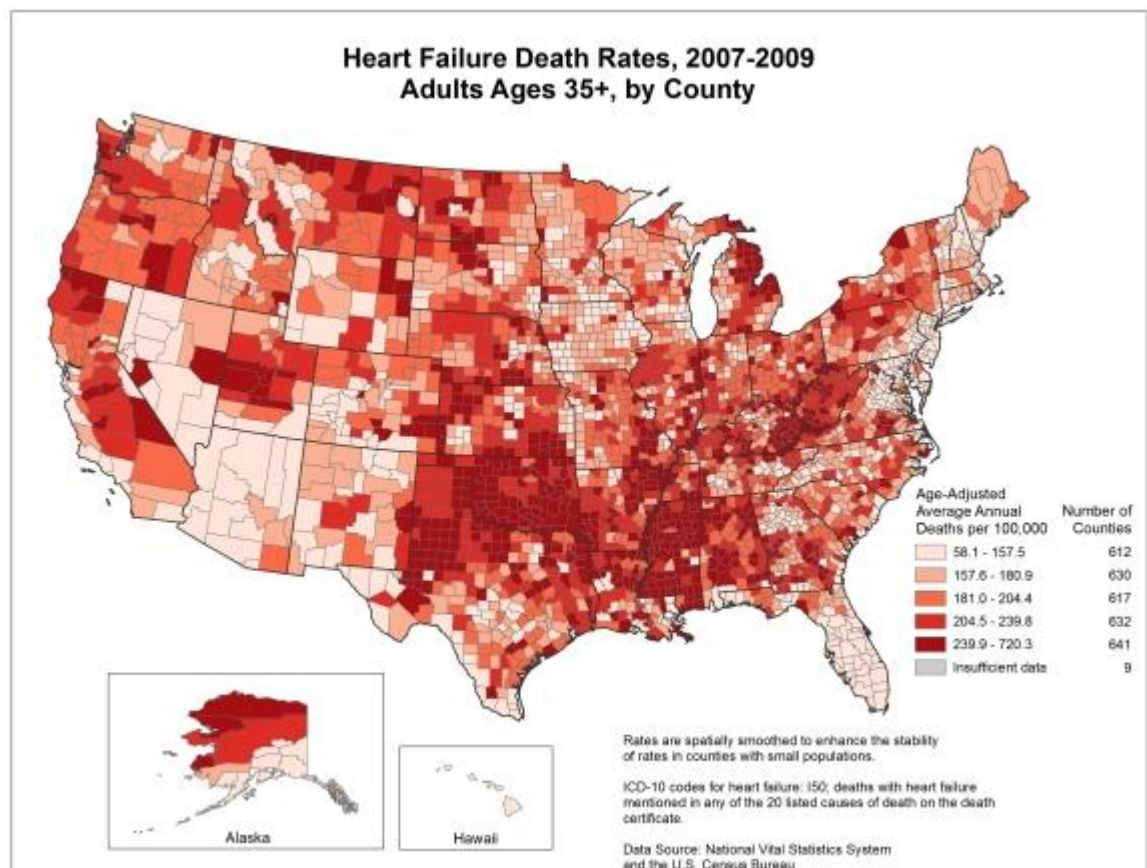 Heart Failure Death Rates, 2007-2009
Adults Ages 35+, by County
Age-Adjusted
Average Annual
Deaths per 100,000
Number of
Counties
58.1 - 157.5 612
157.6 - 180.9 630
181.0 - 204.4 617
204.5 - 239.8 632
239.9 - 720.3 641
Insufficient data 9
Alaska
Hawaii
Rates are spatially smoothed to enhance the stability
of rates in counties with small populations.
ICD-10 codes for heart failure: I50; deaths with heart failure
mentioned in any of the 20 listed causes of death on the death
certificate.
Data Source: National Vital Statistics System
and the U.S. Census Bureau